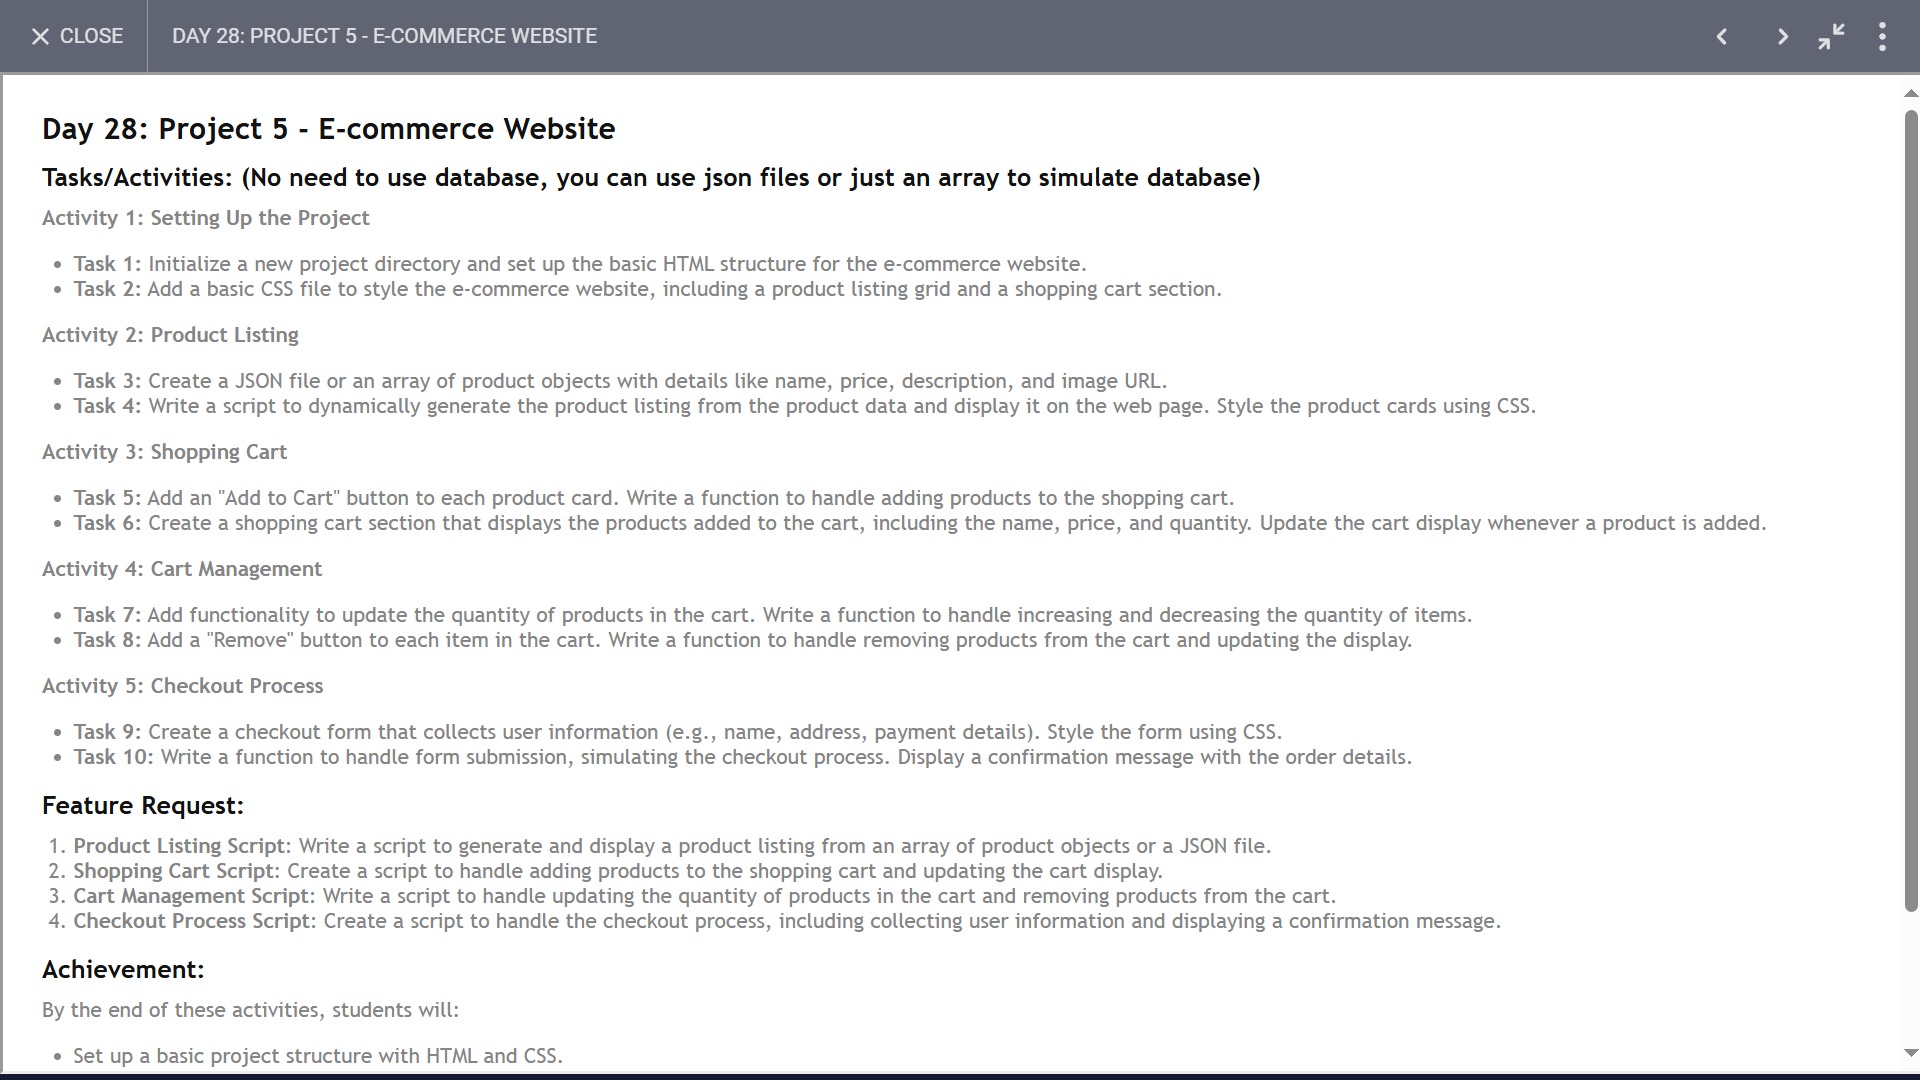 CLOSE
DAY 28: PROJECT 5 - E-COMMERCE WEBSITE
Day 28: Project 5 - E-commerce Website
Tasks/Activities: (No need to use database, you can use json files or just an array to simulate database)
Activity 1: Setting Up the Project
• Task 1: Initialize a new project directory and set up the basic HTML structure for the e-commerce website.
• Task 2: Add a basic CSS file to style the e-commerce website, including a product listing grid and a shopping cart section.
Activity 2: Product Listing
• Task 3: Create a JSON file or an array of product objects with details like name, price, description, and image URL.
• Task 4: Write a script to dynamically generate the product listing from the product data and display it on the web page. Style the product cards using CSS.
Activity 3: Shopping Cart
• Task 5: Add an "Add to Cart" button to each product card. Write a function to handle adding products to the shopping cart.
• Task 6: Create a shopping cart section that displays the products added to the cart, including the name, price, and quantity. Update the cart display whenever a product is added.
Activity 4: Cart Management
• Task 7: Add functionality to update the quantity of products in the cart. Write a function to handle increasing and decreasing the quantity of items.
• Task 8: Add a "Remove" button to each item in the cart. Write a function to handle removing products from the cart and updating the display.
Activity 5: Checkout Process
• Task 9: Create a checkout form that collects user information (e.g., name, address, payment details). Style the form using CSS.
• Task 10: Write a function to handle form submission, simulating the checkout process. Display a confirmation message with the order details.
Feature Request:
1. Product Listing Script: Write a script to generate and display a product listing from an array of product objects or a JSON file.
2. Shopping Cart Script: Create a script to handle adding products to the shopping cart and updating the cart display.
3. Cart Management Script: Write a script to handle updating the quantity of products in the cart and removing products from the cart.
4. Checkout Process Script: Create a script to handle the checkout process, including collecting user information and displaying a confirmation message.
Achievement:
By the end of these activities, students will:
• Set up a basic project structure with HTML and CSS.